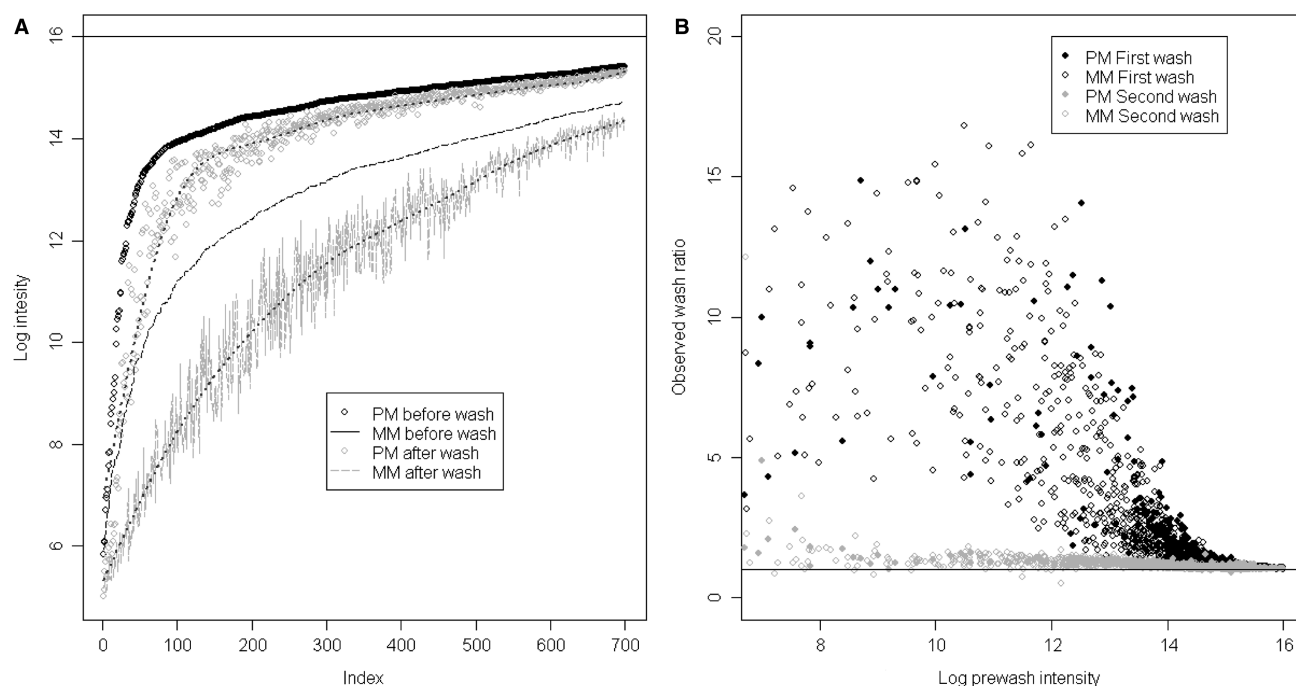 A
Log intesity
16
14
12
10
8
6
PM before wash
MM before wash
PM after wash
MM after wash
0 100 200 300 400 500 600 700
Index
B
Observed wash ratio
20
15
10
5
0
PM First wash
MM First wash
PM Second wash
MM Second wash
8 10 12 14 16
Log prewash intensity